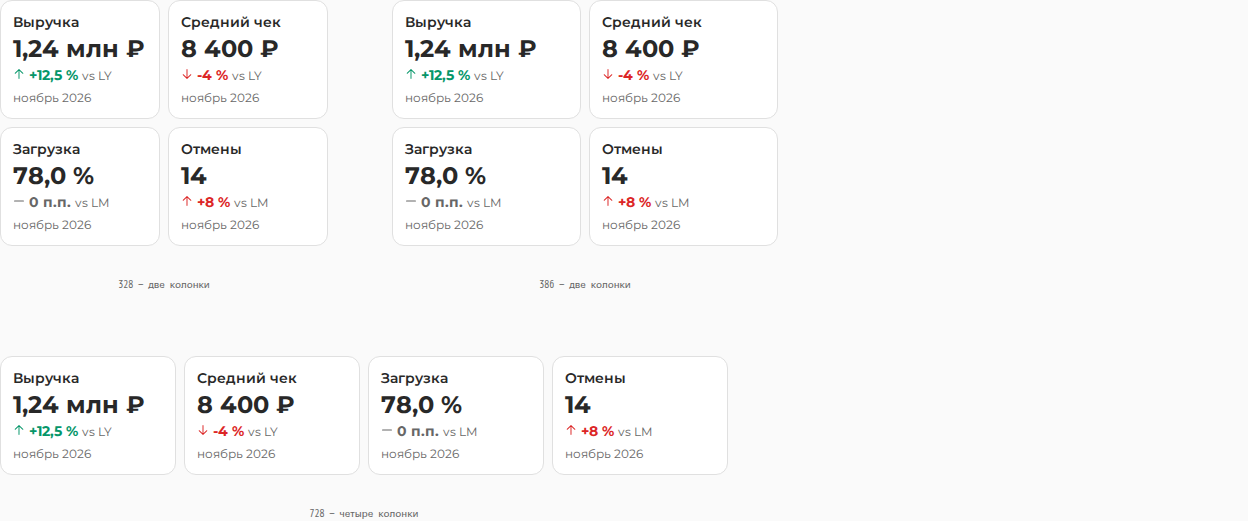 Выручка
1,24 млн ₽
↑ +12,5 % vs LY
ноябрь 2026
Средний чек
8 400 ₽
↓ -4 % vs LY
ноябрь 2026
Загрузка
78,0 %
— 0 п.п. vs LM
ноябрь 2026
Отмены
14
↑ +8 % vs LM
ноябрь 2026
328 — две колонки
Выручка
1,24 млн ₽
↑ +12,5 % vs LY
ноябрь 2026
Средний чек
8 400 ₽
↓ -4 % vs LY
ноябрь 2026
Загрузка
78,0 %
— 0 п.п. vs LM
ноябрь 2026
Отмены
14
↑ +8 % vs LM
ноябрь 2026
386 — две колонки
Выручка
1,24 млн ₽
↑ +12,5 % vs LY
ноябрь 2026
Средний чек
8 400 ₽
↓ -4 % vs LY
ноябрь 2026
Загрузка
78,0 %
— 0 п.п. vs LM
ноябрь 2026
Отмены
14
↑ +8 % vs LM
ноябрь 2026
728 — четыре колонки